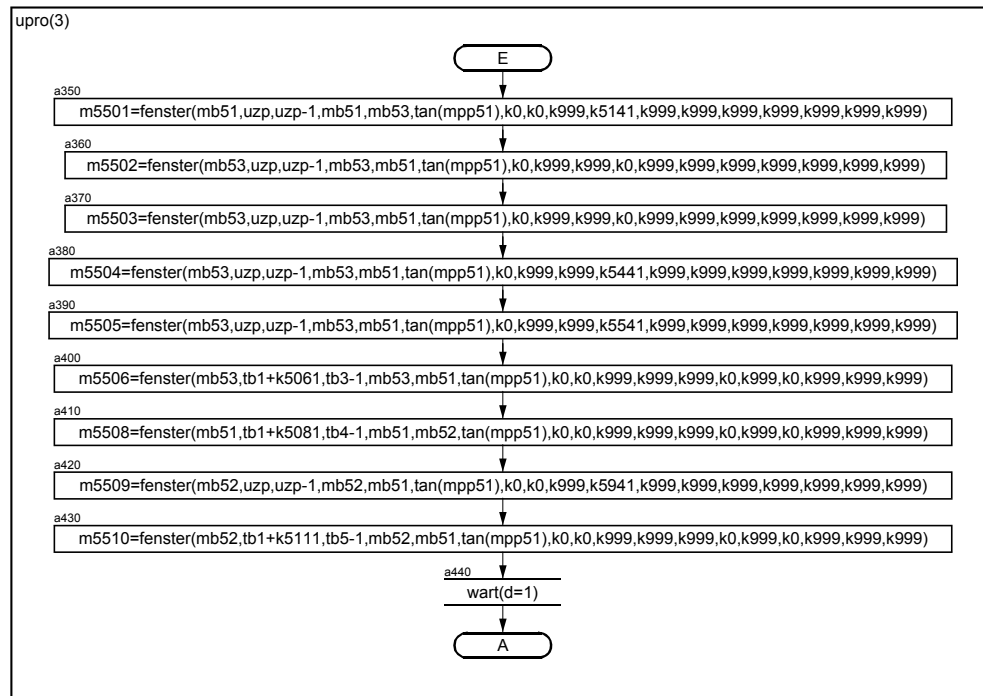 upro(3)
E
a350
m5501=fenster(mb51,uzp,uzp-1,mb51,mb53,tan(mpp51),k0,k0,k999,k5141,k999,k999,k999,k999,k999,k999,k999)
a360
m5502=fenster(mb53,uzp,uzp-1,mb53,mb51,tan(mpp51),k0,k999,k999,k0,k999,k999,k999,k999,k999,k999,k999)
a370
m5503=fenster(mb53,uzp,uzp-1,mb53,mb51,tan(mpp51),k0,k999,k999,k0,k999,k999,k999,k999,k999,k999,k999)
a380
m5504=fenster(mb53,uzp,uzp-1,mb53,mb51,tan(mpp51),k0,k999,k999,k5441,k999,k999,k999,k999,k999,k999,k999)
a390
m5505=fenster(mb53,uzp,uzp-1,mb53,mb51,tan(mpp51),k0,k999,k999,k5541,k999,k999,k999,k999,k999,k999,k999)
a400
m5506=fenster(mb53,tb1+k5061,tb3-1,mb53,mb51,tan(mpp51),k0,k0,k999,k999,k999,k0,k999,k0,k999,k999,k999)
a410
m5508=fenster(mb51,tb1+k5081,tb4-1,mb51,mb52,tan(mpp51),k0,k0,k999,k999,k999,k0,k999,k0,k999,k999,k999)
a420
m5509=fenster(mb52,uzp,uzp-1,mb52,mb51,tan(mpp51),k0,k0,k999,k5941,k999,k999,k999,k999,k999,k999,k999)
a430
m5510=fenster(mb52,tb1+k5111,tb5-1,mb52,mb51,tan(mpp51),k0,k0,k999,k999,k999,k0,k999,k0,k999,k999,k999)
a440
wart(d=1)
A